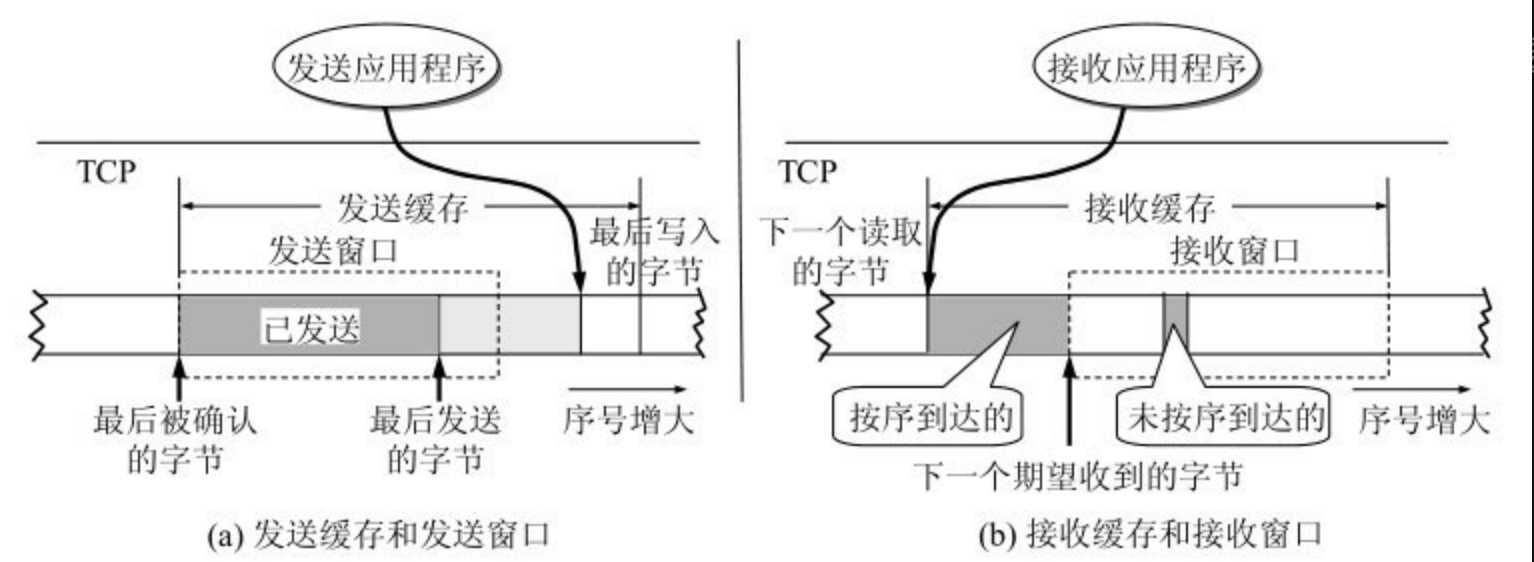 发送应用程序
TCP
发送缓存
发送窗口
最后写入
的字节
已发送
最后被确认
的字节
最后发送
的字节
序号增大
(a) 发送缓存和发送窗口
接收应用程序
TCP
接收缓存
下一个读取
的字节
接收窗口
按序到达的
未按序到达的
序号增大
下一个期望收到的字节
(b) 接收缓存和接收窗口